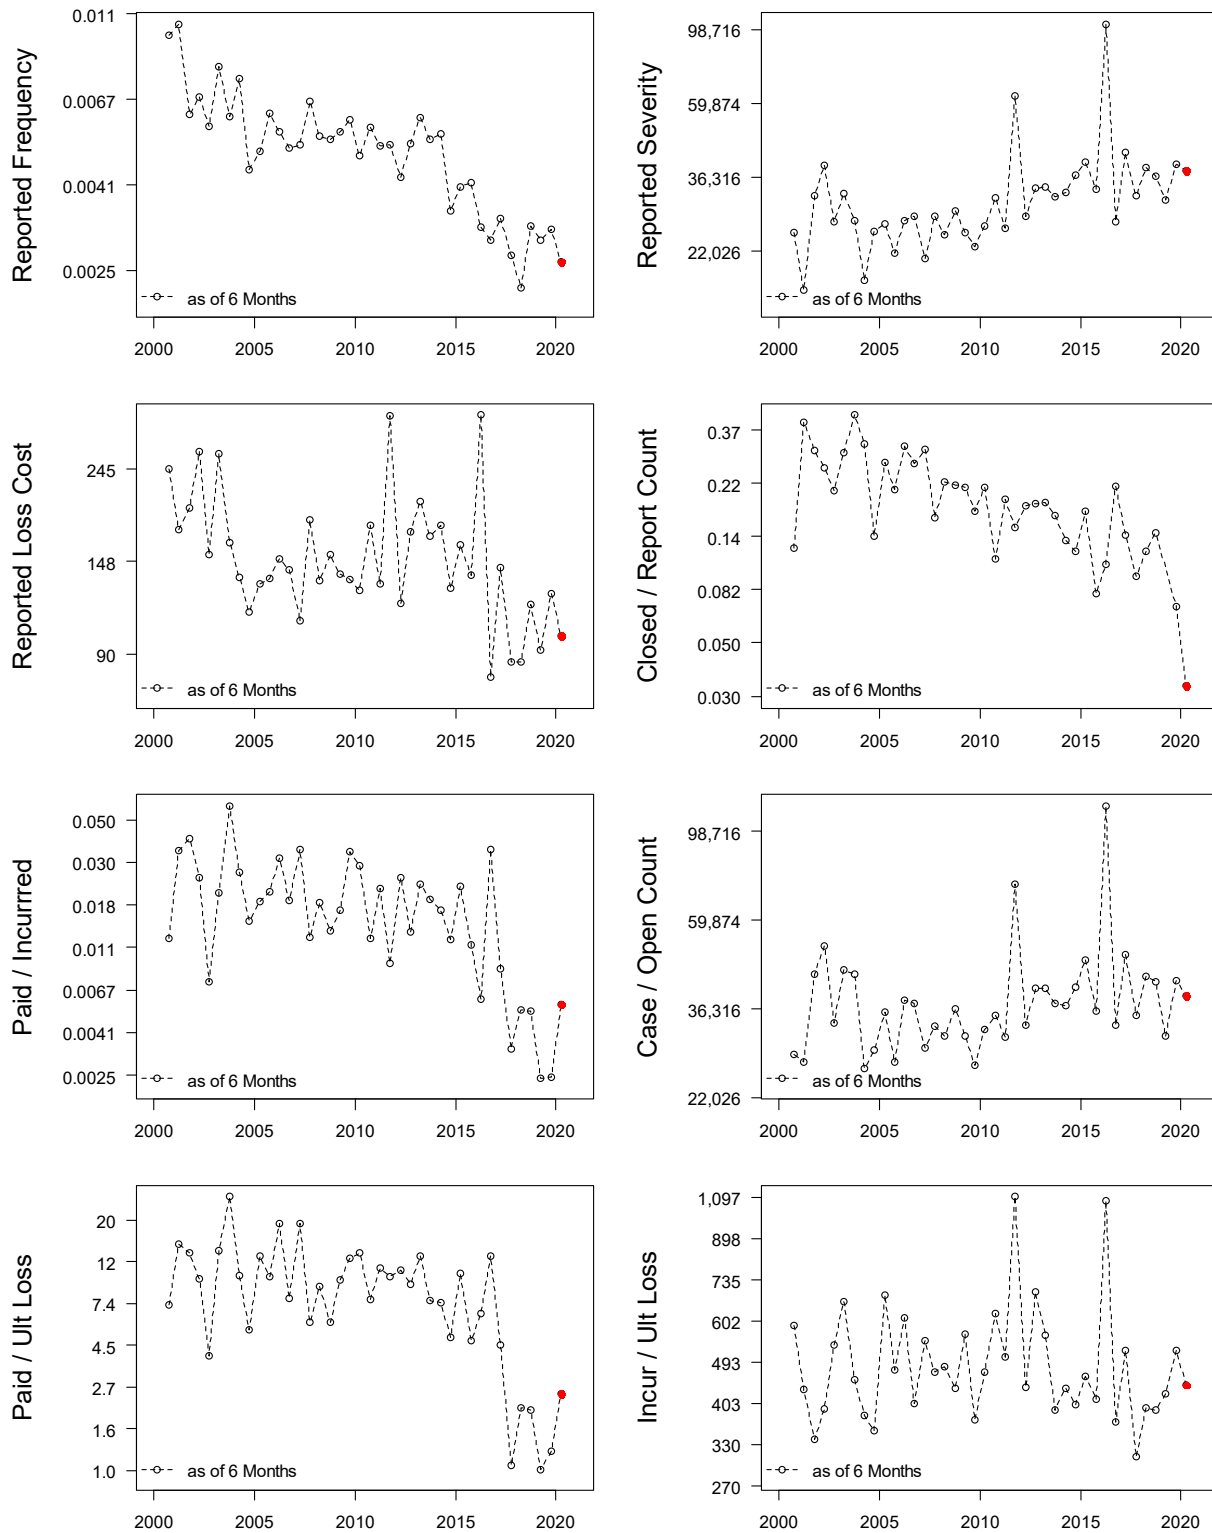 Reported Frequency
0.011
0.0067
0.0041
0.0025
as of 6 Months
2000 2005 2010 2015 2020
Reported Severity
98,716
59,874
36,316
22,026
as of 6 Months
2000 2005 2010 2015 2020
Reported Loss Cost
245
148
90
as of 6 Months
2000 2005 2010 2015 2020
Closed / Report Count
0.37
0.22
0.14
0.082
0.050
0.030
as of 6 Months
2000 2005 2010 2015 2020
Paid / Incurrred
0.050
0.030
0.018
0.011
0.0067
0.0041
0.0025
as of 6 Months
2000 2005 2010 2015 2020
Case / Open Count
98,716
59,874
36,316
22,026
as of 6 Months
2000 2005 2010 2015 2020
Paid / Ult Loss
20
12
7.4
4.5
2.7
1.6
1.0
as of 6 Months
2000 2005 2010 2015 2020
Incur / Ult Loss
1,097
898
735
602
493
403
330
270
as of 6 Months
2000 2005 2010 2015 2020